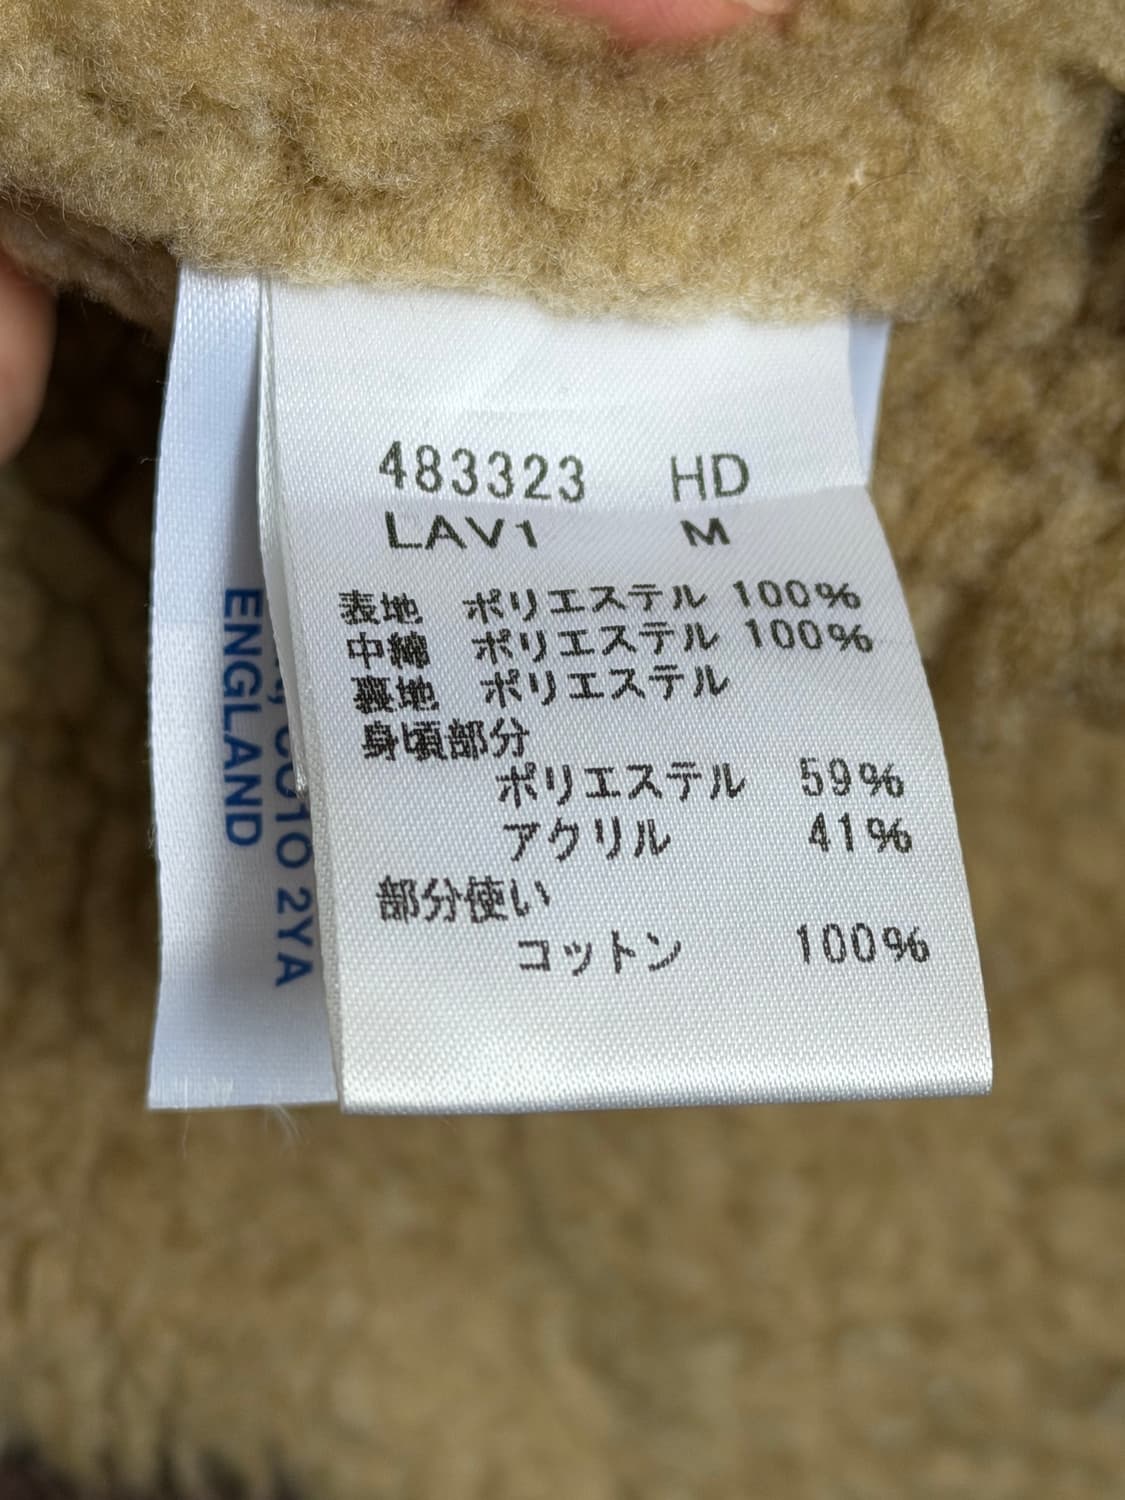 483323 HD
LAV1 M
表地 ポリエステル 100%
中綿 ポリエステル 100%
裏地 ポリエステル
身頃部分
ポリエステル 59%
アクリル 41%
部分使い
コットン 100%
CO10 2YA
ENGLAND